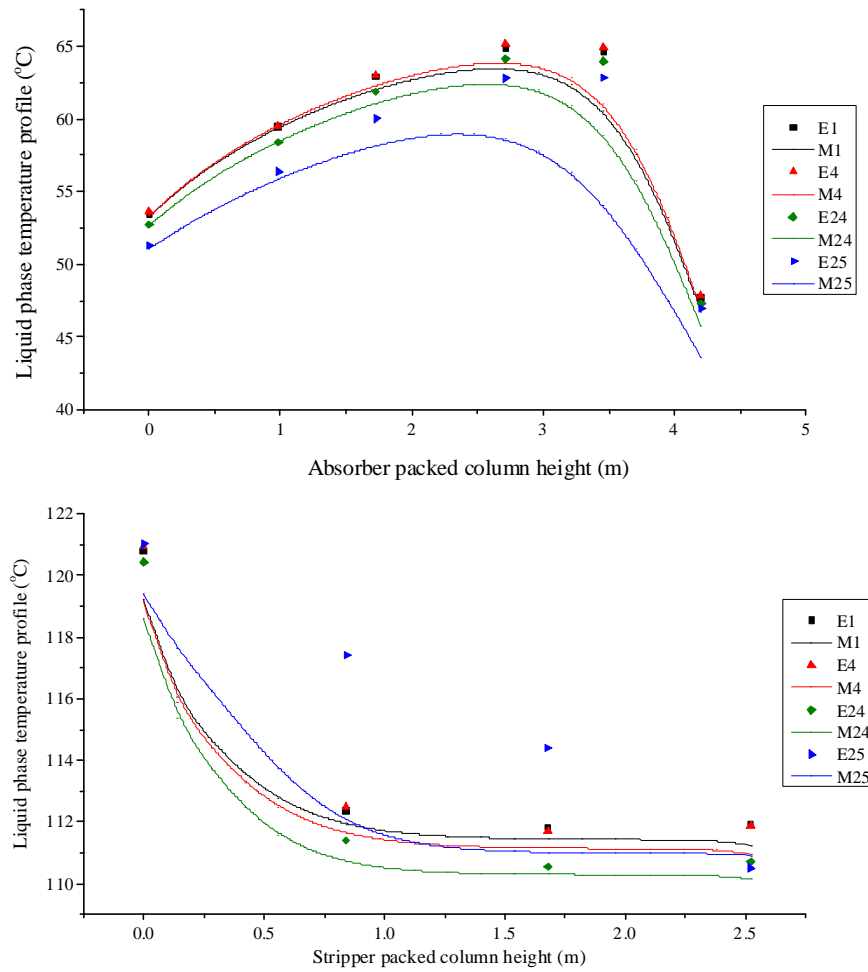 Liquid phase temperature profile (°C)
65
60
55
50
45
40
0 1 2 3 4 5
Absorber packed column height (m)
E1
M1
E4
M4
E24
M24
E25
M25
Liquid phase temperature profile (°C)
122
120
118
116
114
112
110
0.0 0.5 1.0 1.5 2.0 2.5
Stripper packed column height (m)
E1
M1
E4
M4
E24
M24
E25
M25